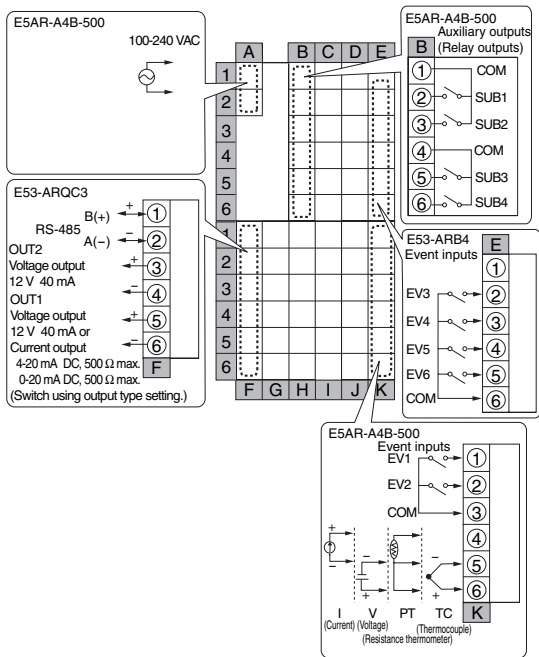 E5AR-A4B-500
100-240 VAC
A B C D E
1
2
3
4
5
6
1
2
3
4
5
6
F G H I J K
E5AR-A4B-500
Auxiliary outputs
(Relay outputs)
B
1 COM
2 SUB1
3 SUB2
4 COM
5 SUB3
6 SUB4
E53-ARQC3
+ B(+) 1
RS-485
− A(−) 2
OUT2
Voltage output + 3
12 V 40 mA
− 4
OUT1
Voltage output + 5
12 V 40 mA or
Current output − 6
4-20 mA DC, 500 Ω max.
F
0-20 mA DC, 500 Ω max.
(Switch using output type setting.)
E53-ARB4
Event inputs
E
1
EV3 2
EV4 3
EV5 4
EV6 5
COM 6
E5AR-A4B-500
Event inputs
EV1 1
EV2 2
COM 3
4
5
6
+ − − + − +
I V PT TC K
(Current) (Voltage)
(Thermocouple)
(Resistance thermometer)